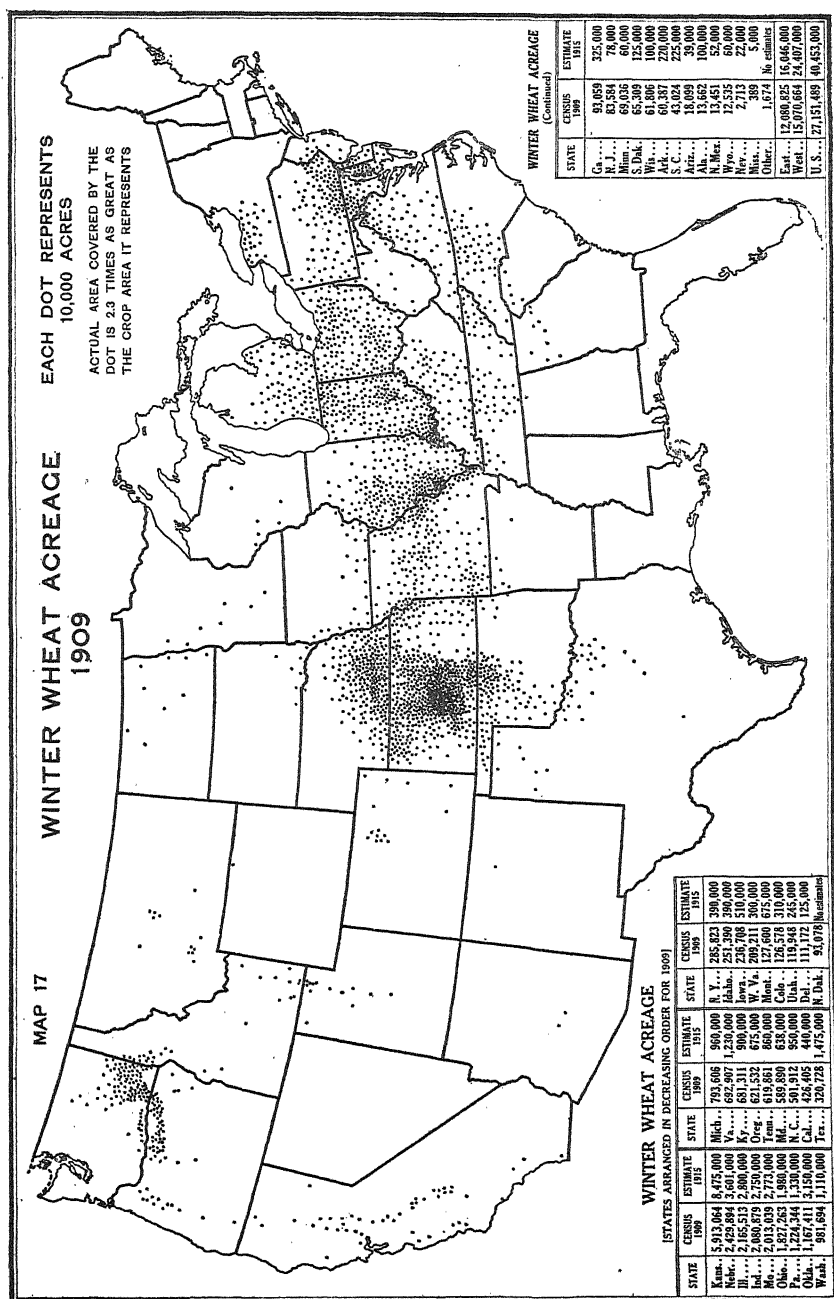 MAP 17
WINTER WHEAT ACREAGE
1909
EACH DOT REPRESENTS
10,000 ACRES
ACTUAL AREA COVERED BY THE
DOT IS 2.3 TIMES AS GREAT AS
THE CROP AREA IT REPRESENTS
WINTER WHEAT ACREAGE
[STATES ARRANGED IN DECREASING ORDER FOR 1909]
STATE CENSUS 1909 ESTIMATE 1915 STATE CENSUS 1909 ESTIMATE 1915 STATE CENSUS 1909 ESTIMATE 1915
Kans... 5,913,064 8,475,000 Mich.. 793,606 960,000 N. Y... 285,823 390,000
Nebr... 2,429,894 3,601,000 Va.... 692,907 1,230,000 Idaho.. 251,390 390,000
Ill.... 2,165,513 2,800,000 Ky.... 681,311 900,000 Iowa... 236,708 510,000
Ind.... 2,080,879 2,750,000 Oreg.. 621,532 675,000 W. Va. 209,211 300,000
Mo.... 2,013,039 2,773,000 Tenn.. 619,861 860,000 Mont.. 127,600 675,000
Ohio... 1,827,263 1,980,000 Md.... 589,890 638,000 Colo... 126,578 310,000
Pa.... 1,224,344 1,330,000 N. C... 501,912 950,000 Utah... 119,948 245,000
Okla... 1,167,411 3,150,000 Cal.... 426,405 440,000 Del.... 111,172 125,000
Wash.. 981,694 1,110,000 Tex... 320,728 1,475,000 N. Dak. 93,078 No estimates
WINTER WHEAT ACREAGE
(Continued)
STATE CENSUS 1909 ESTIMATE 1915
Ga.... 93,059 325,000
N. J... 83,584 78,000
Minn.. 69,036 60,000
S. Dak. 65,309 125,000
Wis... 61,806 100,000
Ark... 60,387 220,000
S. C... 43,024 225,000
Ariz... 18,099 39,000
Ala... 13,662 100,000
N. Mex. 13,451 52,000
Wyo... 12,535 60,000
Nev... 2,713 22,000
Miss... 389 5,000
Other.. 1,674 No estimates
East.. 12,080,825 16,046,000
West.. 15,070,664 24,407,000
U. S.. 27,151,489 40,453,000